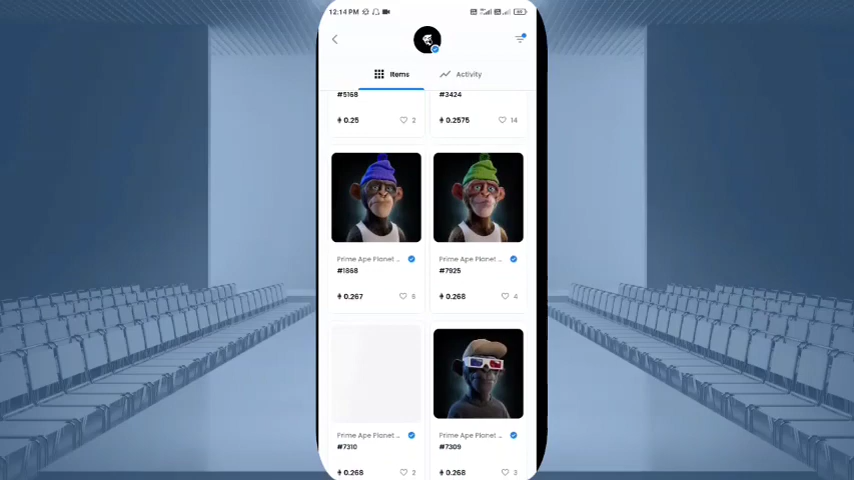 12:14 PM
Items
Activity
#5168
#3424
0.25
2
0.2575
14
Prime Ape Planet ...
Prime Ape Planet ...
#1868
#7925
0.267
6
0.268
4
Prime Ape Planet ...
Prime Ape Planet ...
#7310
#7309
0.268
2
0.268
3